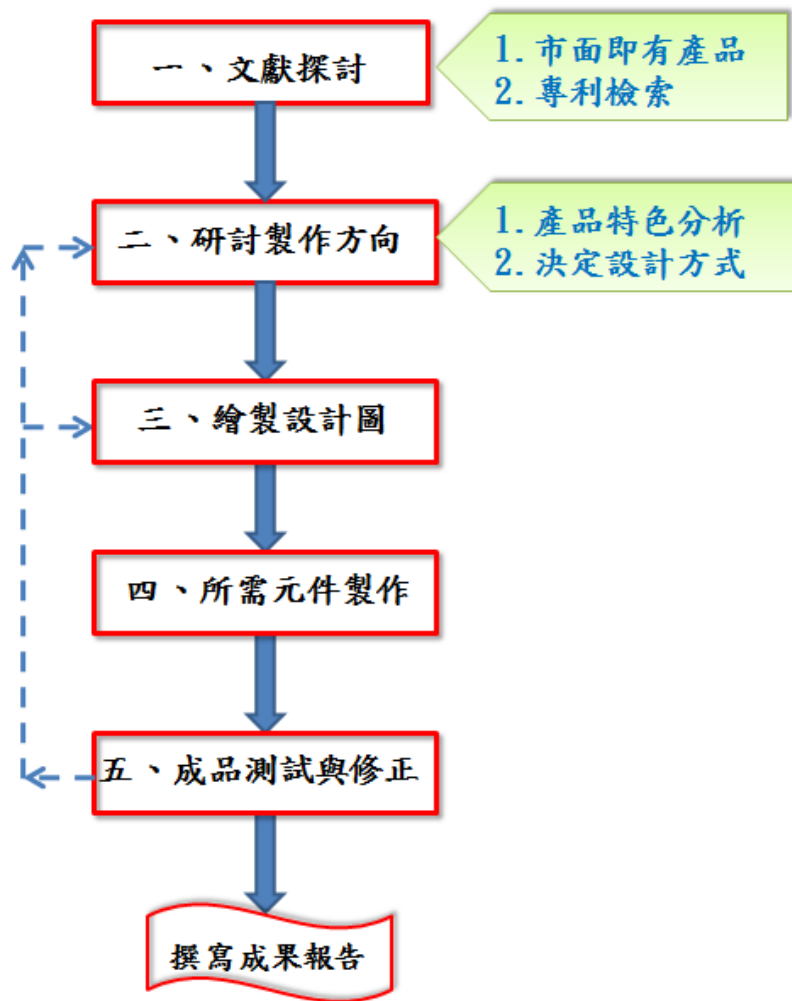 一、文獻探討
1. 市面即有產品
2. 專利檢索
二、研討製作方向
1. 產品特色分析
2. 決定設計方式
三、繪製設計圖
四、所需元件製作
五、成品測試與修正
撰寫成果報告